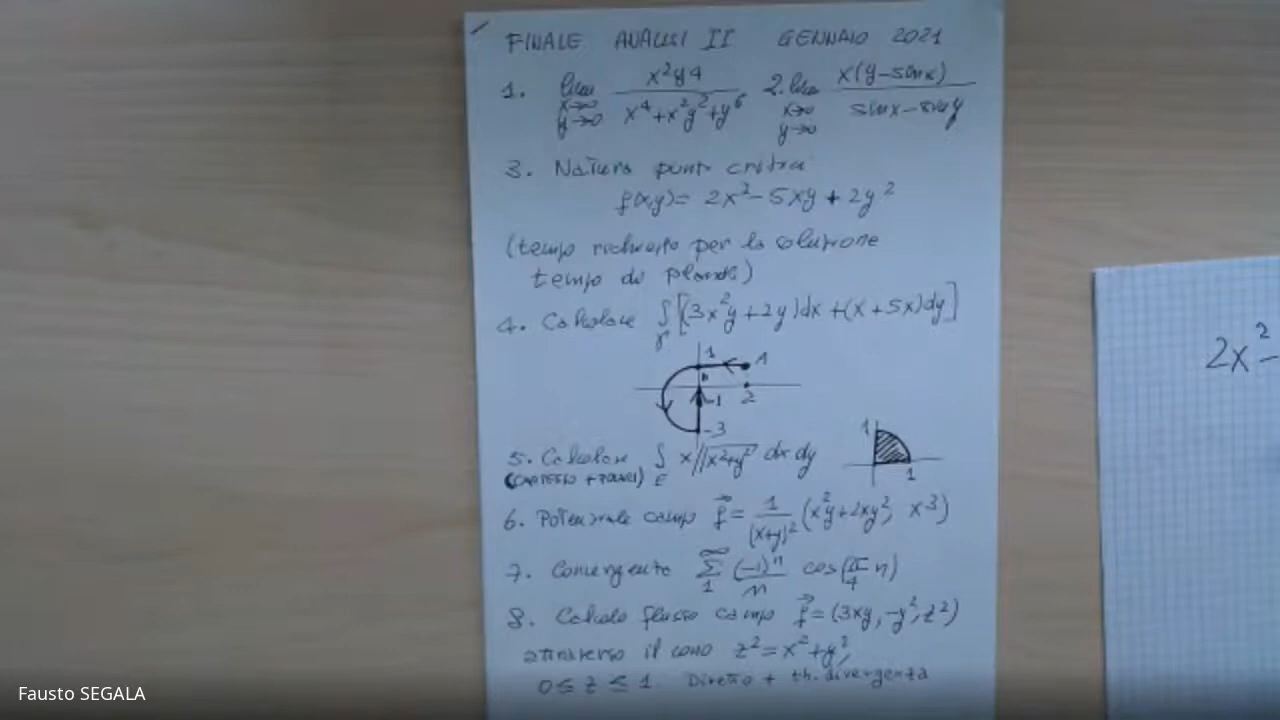 FINALE ANALISI II GENNAIO 2021
1. lim x→0 y→0 x²y4 / x⁴+x²y²+y⁶ 2. lim x→0 y→0 x(y-sinx) / sinx-siny
3. Natura punti critici
f(x,y)= 2x²-5xy+2y²
(tempo richiesto per la soluzione
tempo di planck)
4. Calcolare ∫γ [(3x²y+2y)dx+(x+5x)dy]
1 A
-1 2
-3
1
5. Calcolare ∫E x/√x²+y² dxdy
1
(CARTESIO + POLARI)
6. Potenziale campo f = 1/(x+y)² (x²y+2xy², x³)
7. Convergenza ∞ Σ 1 (-1)ⁿ/n cos(π/4 n)
8. Calcolo flusso campo f=(3xy,-y²,z²)
attraverso il cono z²=x²+y²,
0≤z≤1. Diretto + th. divergenza
2x²-
Fausto SEGALA